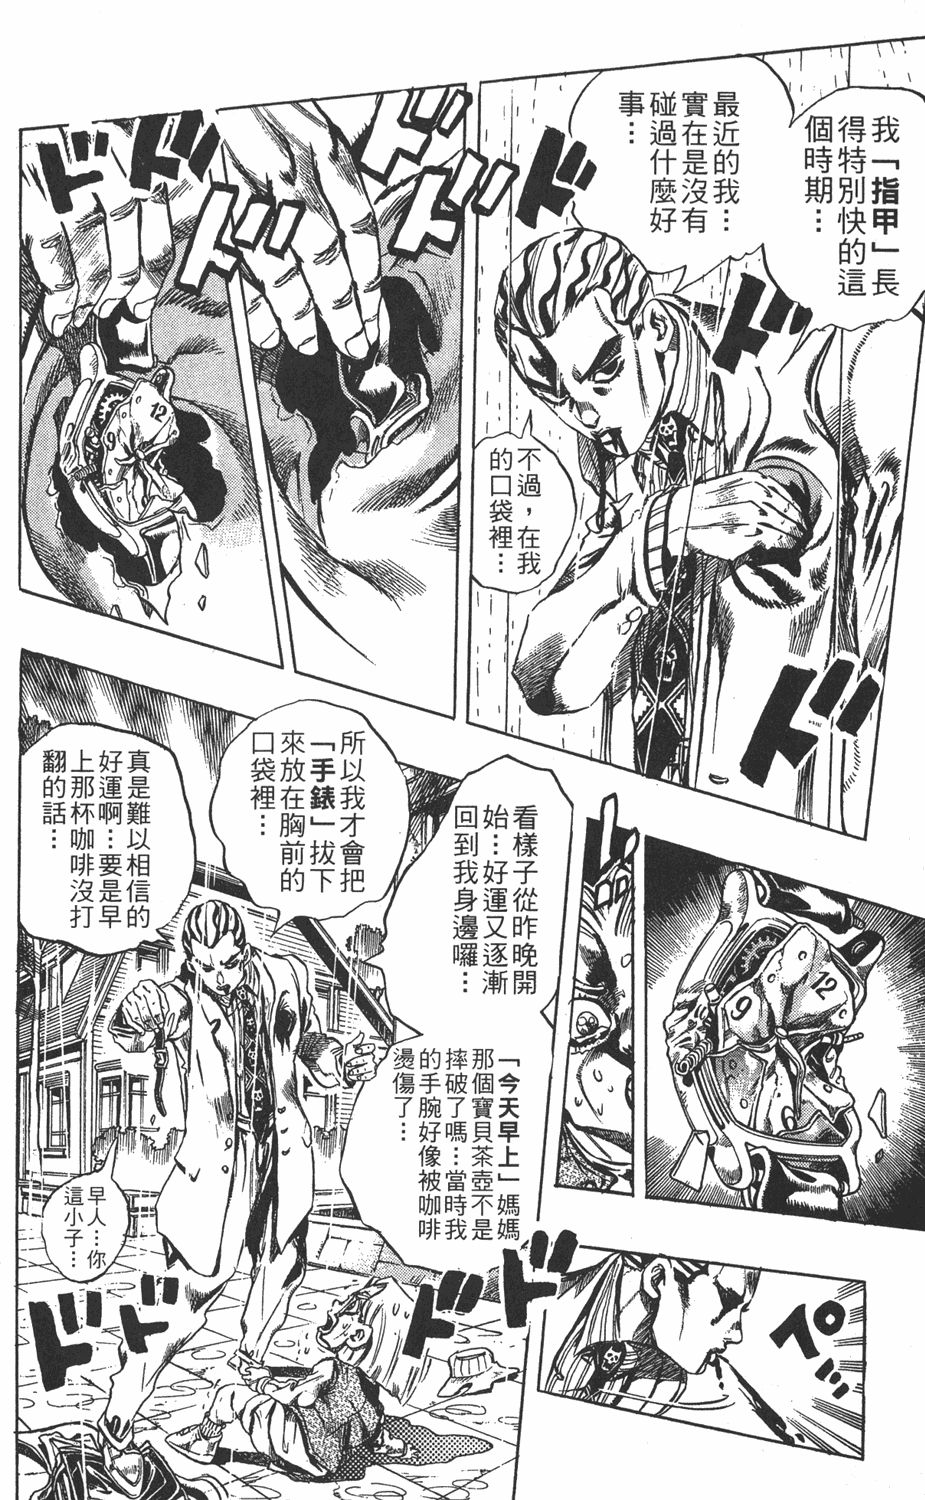 我「指甲」長
得特別快的這
個時期…
最近的我…
實在是沒有
碰過什麼好
事…
不過，在我
的口袋裡…
ドド
ドド
ドド
ド
ド
ド
12
9
12
9
看樣子從昨晚開
始…好運又逐漸
回到我身邊囉…
「今天早上」媽媽
那個寶貝茶壺不是
摔破了嗎…當時我
的手腕好像被咖啡
燙傷了…
所以我才會把
「手錶」拔下
來放在胸前的
口袋裡…
真是難以相信的
好運啊…要是早
上那杯咖啡沒打
翻的話…
早人…你
這小子…
ペッ
ドド
ドド